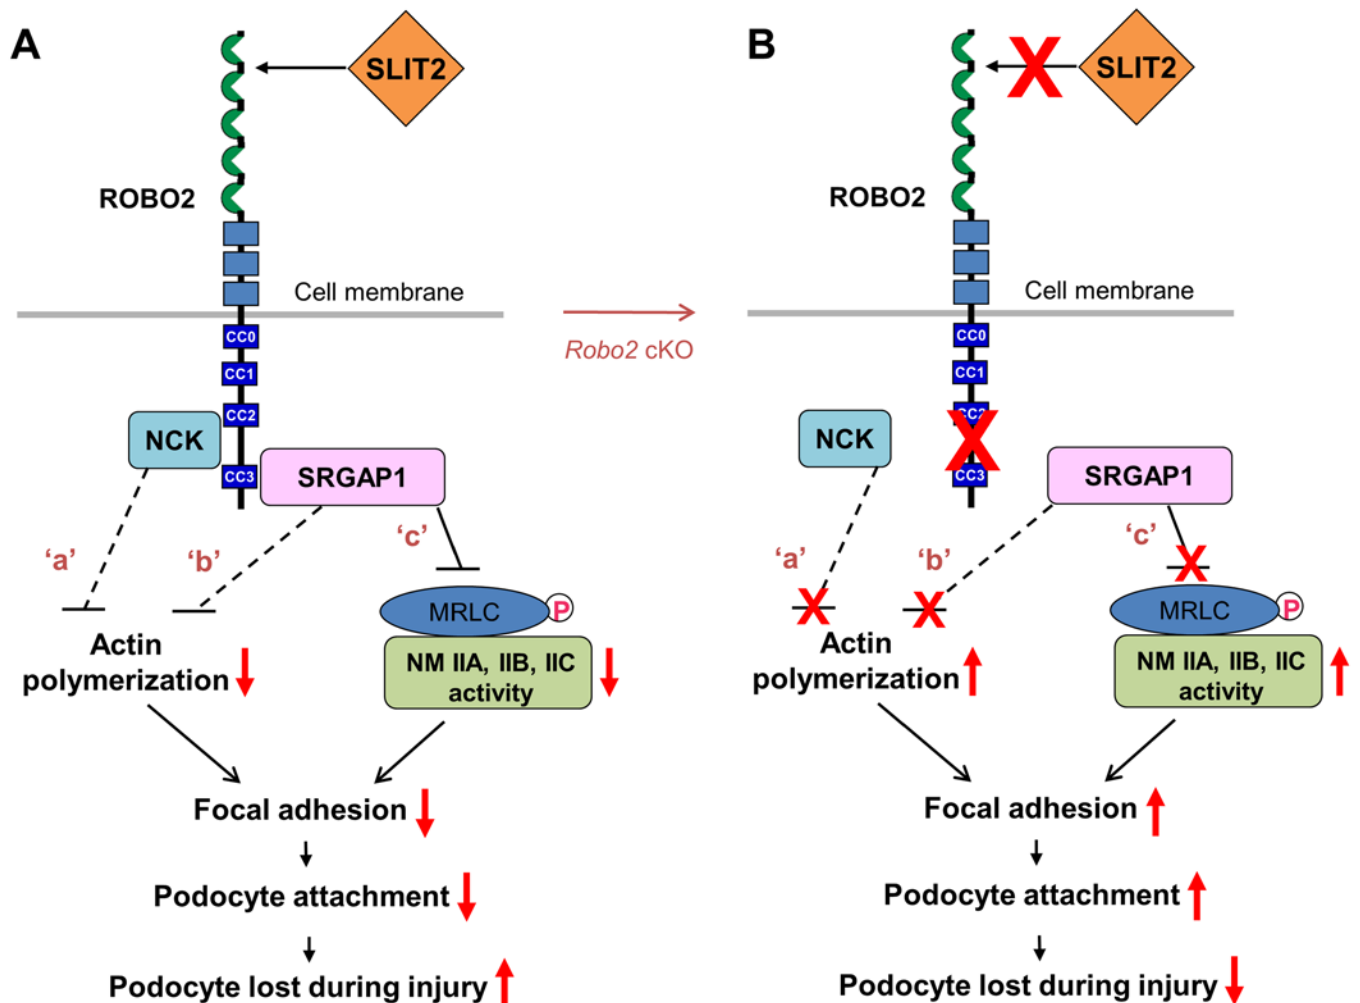 A
SLIT2
ROBO2
Cell membrane
CC0
CC1
CC2
NCK
CC3
SRGAP1
‘a’
‘b’
‘c’
MRLC
P
Actin
polymerization
NM IIA, IIB, IIC
activity
Focal adhesion
Podocyte attachment
Podocyte lost during injury
Robo2 cKO
B
SLIT2
ROBO2
Cell membrane
CC0
CC1
CC2
NCK
CC3
SRGAP1
‘a’
‘b’
‘c’
MRLC
P
Actin
polymerization
NM IIA, IIB, IIC
activity
Focal adhesion
Podocyte attachment
Podocyte lost during injury